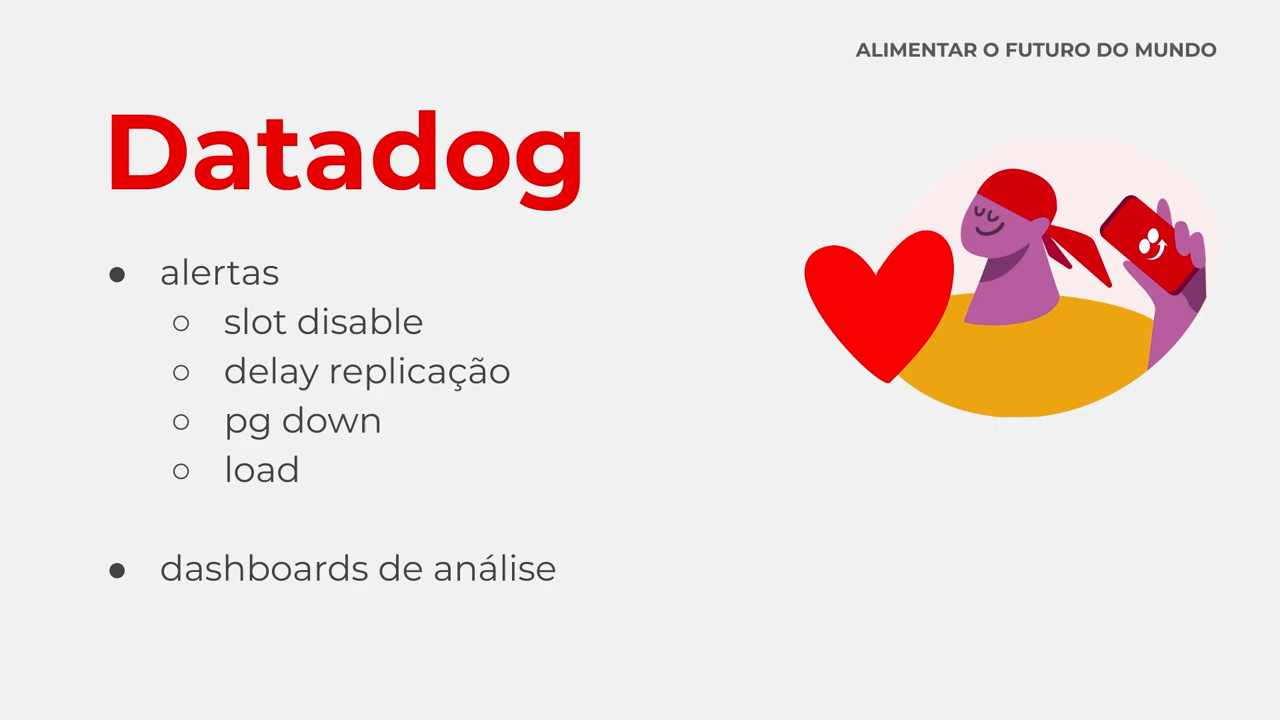 ALIMENTAR O FUTURO DO MUNDO
Datadog
● alertas
○ slot disable
○ delay replicação
○ pg down
○ load
● dashboards de análise